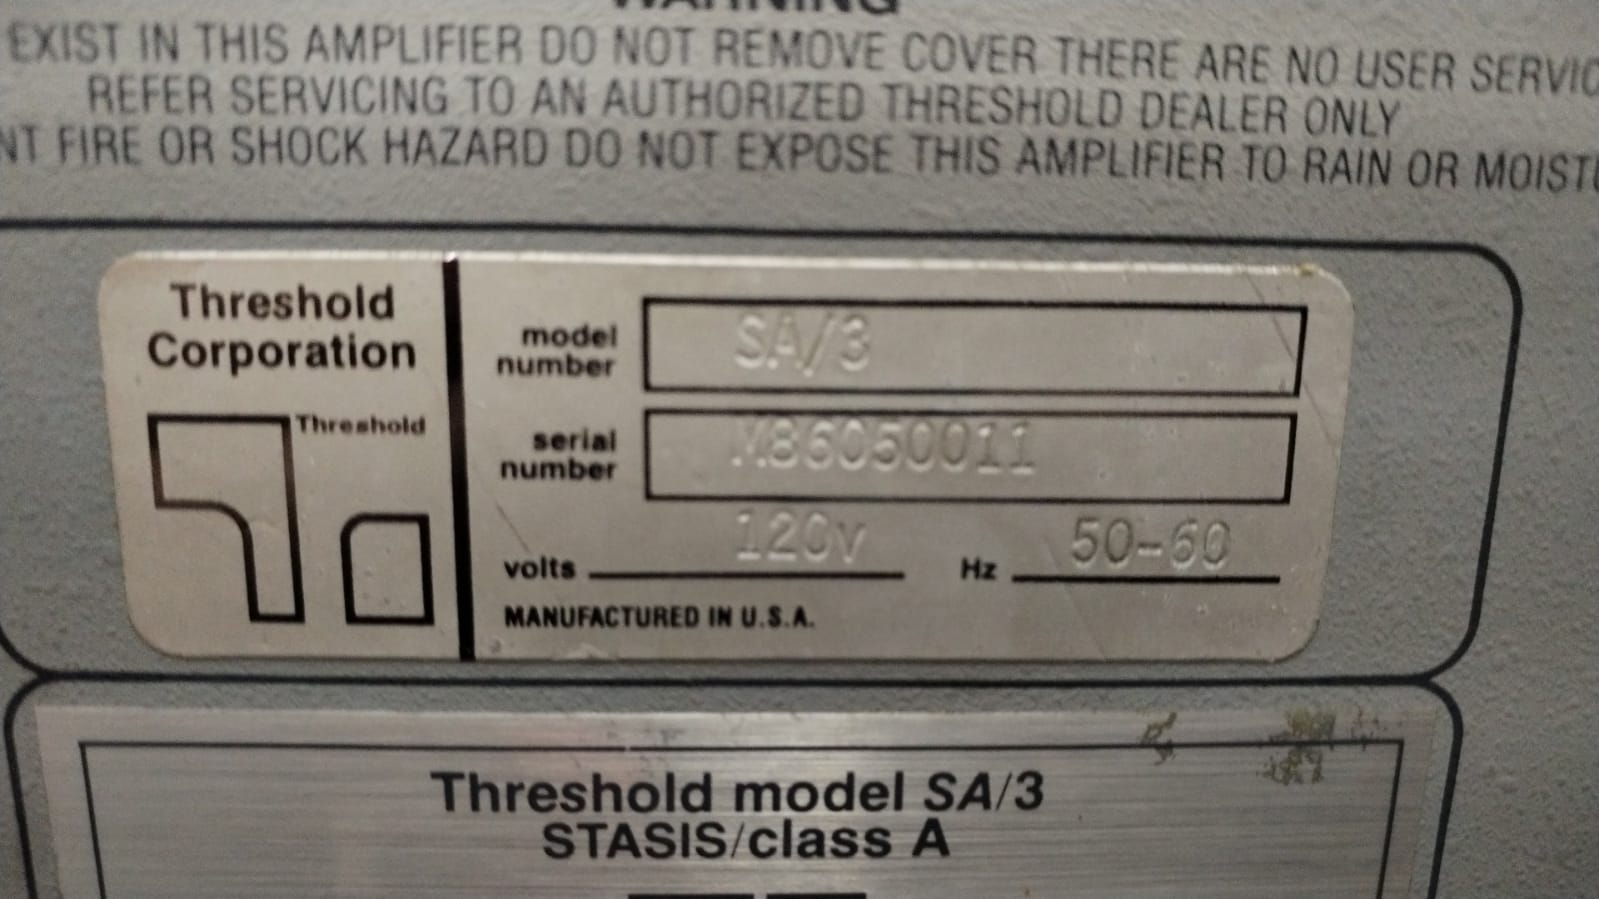 WARNING
EXIST IN THIS AMPLIFIER DO NOT REMOVE COVER THERE ARE NO USER
REFER SERVICING TO AN AUTHORIZED THRESHOLD DEALER ONLY
FIRE OR SHOCK HAZARD DO NOT EXPOSE THIS AMPLIFIER TO RAIN OR
Threshold
Corporation
Threshold
model
number
SA/3
serial
number
M86050011
volts 120v Hz 50-60
MANUFACTURED IN U.S.A.
Threshold model SA/3
STASIS/class A